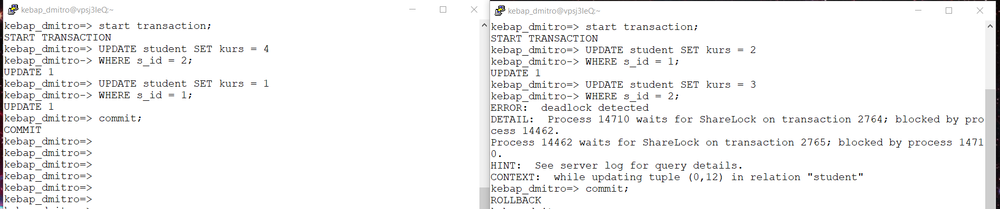 kebap_dmitro@vpsj3IeQ:~
kebap_dmitro=> start transaction;
START TRANSACTION
kebap_dmitro=> UPDATE student SET kurs = 4
kebap_dmitro-> WHERE s_id = 2;
UPDATE 1
kebap_dmitro=> UPDATE student SET kurs = 1
kebap_dmitro-> WHERE s_id = 1;
UPDATE 1
kebap_dmitro=> commit;
COMMIT
kebap_dmitro=>
kebap_dmitro=>
kebap_dmitro=>
kebap_dmitro=>
kebap_dmitro=>
kebap_dmitro=>
kebap_dmitro@vpsj3IeQ:~
kebap_dmitro=> start transaction;
START TRANSACTION
kebap_dmitro=> UPDATE student SET kurs = 2
kebap_dmitro-> WHERE s_id = 1;
UPDATE 1
kebap_dmitro=> UPDATE student SET kurs = 3
kebap_dmitro-> WHERE s_id = 2;
ERROR:  deadlock detected
DETAIL:  Process 14710 waits for ShareLock on transaction 2764; blocked by pro
cess 14462.
Process 14462 waits for ShareLock on transaction 2765; blocked by process 1471
0.
HINT:  See server log for query details.
CONTEXT:  while updating tuple (0,12) in relation "student"
kebap_dmitro=> commit;
ROLLBACK